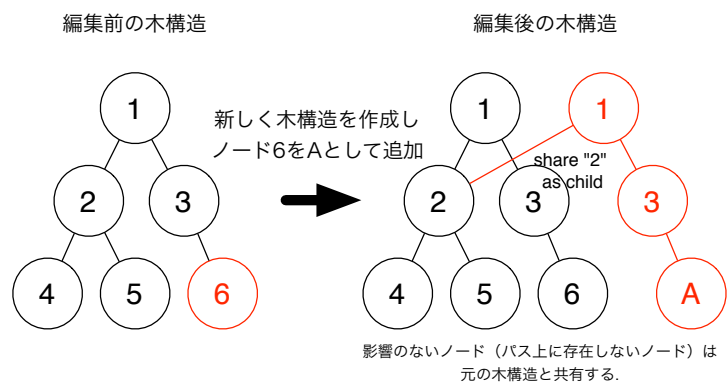 編集前の木構造
編集後の木構造
1
2
3
4
5
6
新しく木構造を作成し
ノード6をAとして追加
1
2
3
4
5
6
1
share "2"
as child
3
A
影響のないノード（パス上に存在しないノード）は
元の木構造と共有する.